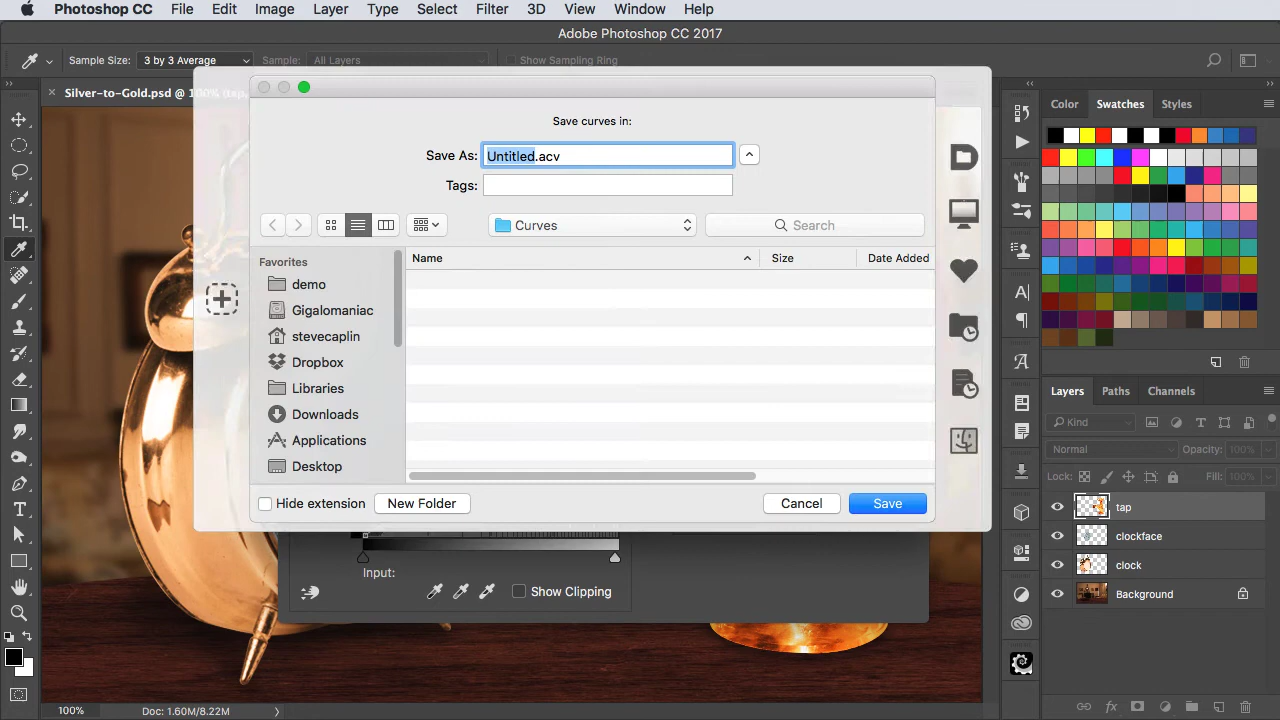 Photoshop CC File Edit Image Layer Type Select Filter 3D View Window Help
Adobe Photoshop CC 2017
Sample Size: 3 by 3 Average Sample: All Layers Show Sampling Ring
Silver-to-Gold.psd @ 100% (tap,
Save curves in:
Save As: Untitled.acv
Tags:
Curves
Search
Favorites
demo
Gigalomaniac
stevecaplin
Dropbox
Libraries
Downloads
Applications
Desktop
Name Size Date Added
Hide extension New Folder Cancel Save
Input:
Show Clipping
Color Swatches Styles
Layers Paths Channels
Kind
Normal Opacity: 100%
Lock: Fill: 100%
tap
clockface
clock
Background
100% Doc: 1.60M/8.22M